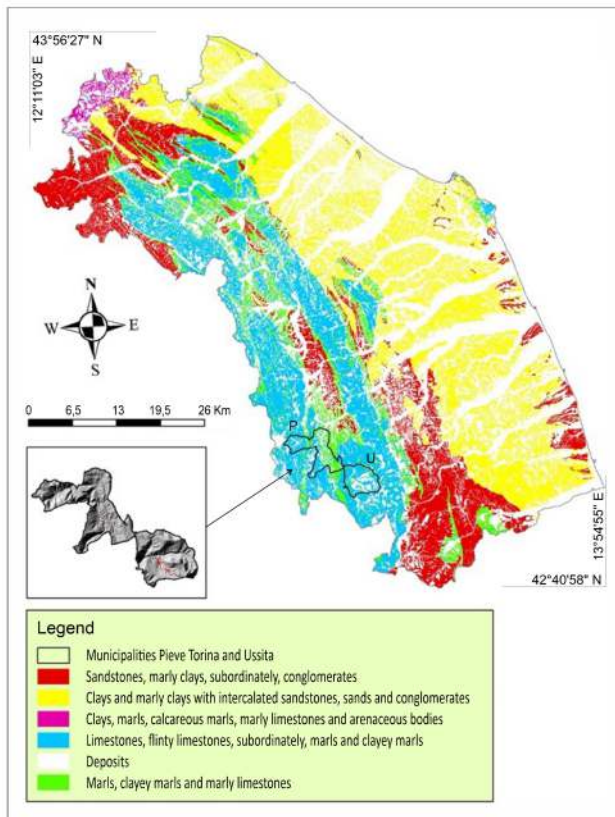 43°56'27" N
12°11'03" E
N
W E
S
0 6,5 13 19,5 26 Km
P
U
13°54'55" E
42°40'58" N
Legend
Municipalities Pieve Torina and Ussita
Sandstones, marly clays, subordinately, conglomerates
Clays and marly clays with intercalated sandstones, sands and conglomerates
Clays, marls, calcareous marls, marly limestones and arenaceous bodies
Limestones, flinty limestones, subordinately, marls and clayey marls
Deposits
Marls, clayey marls and marly limestones